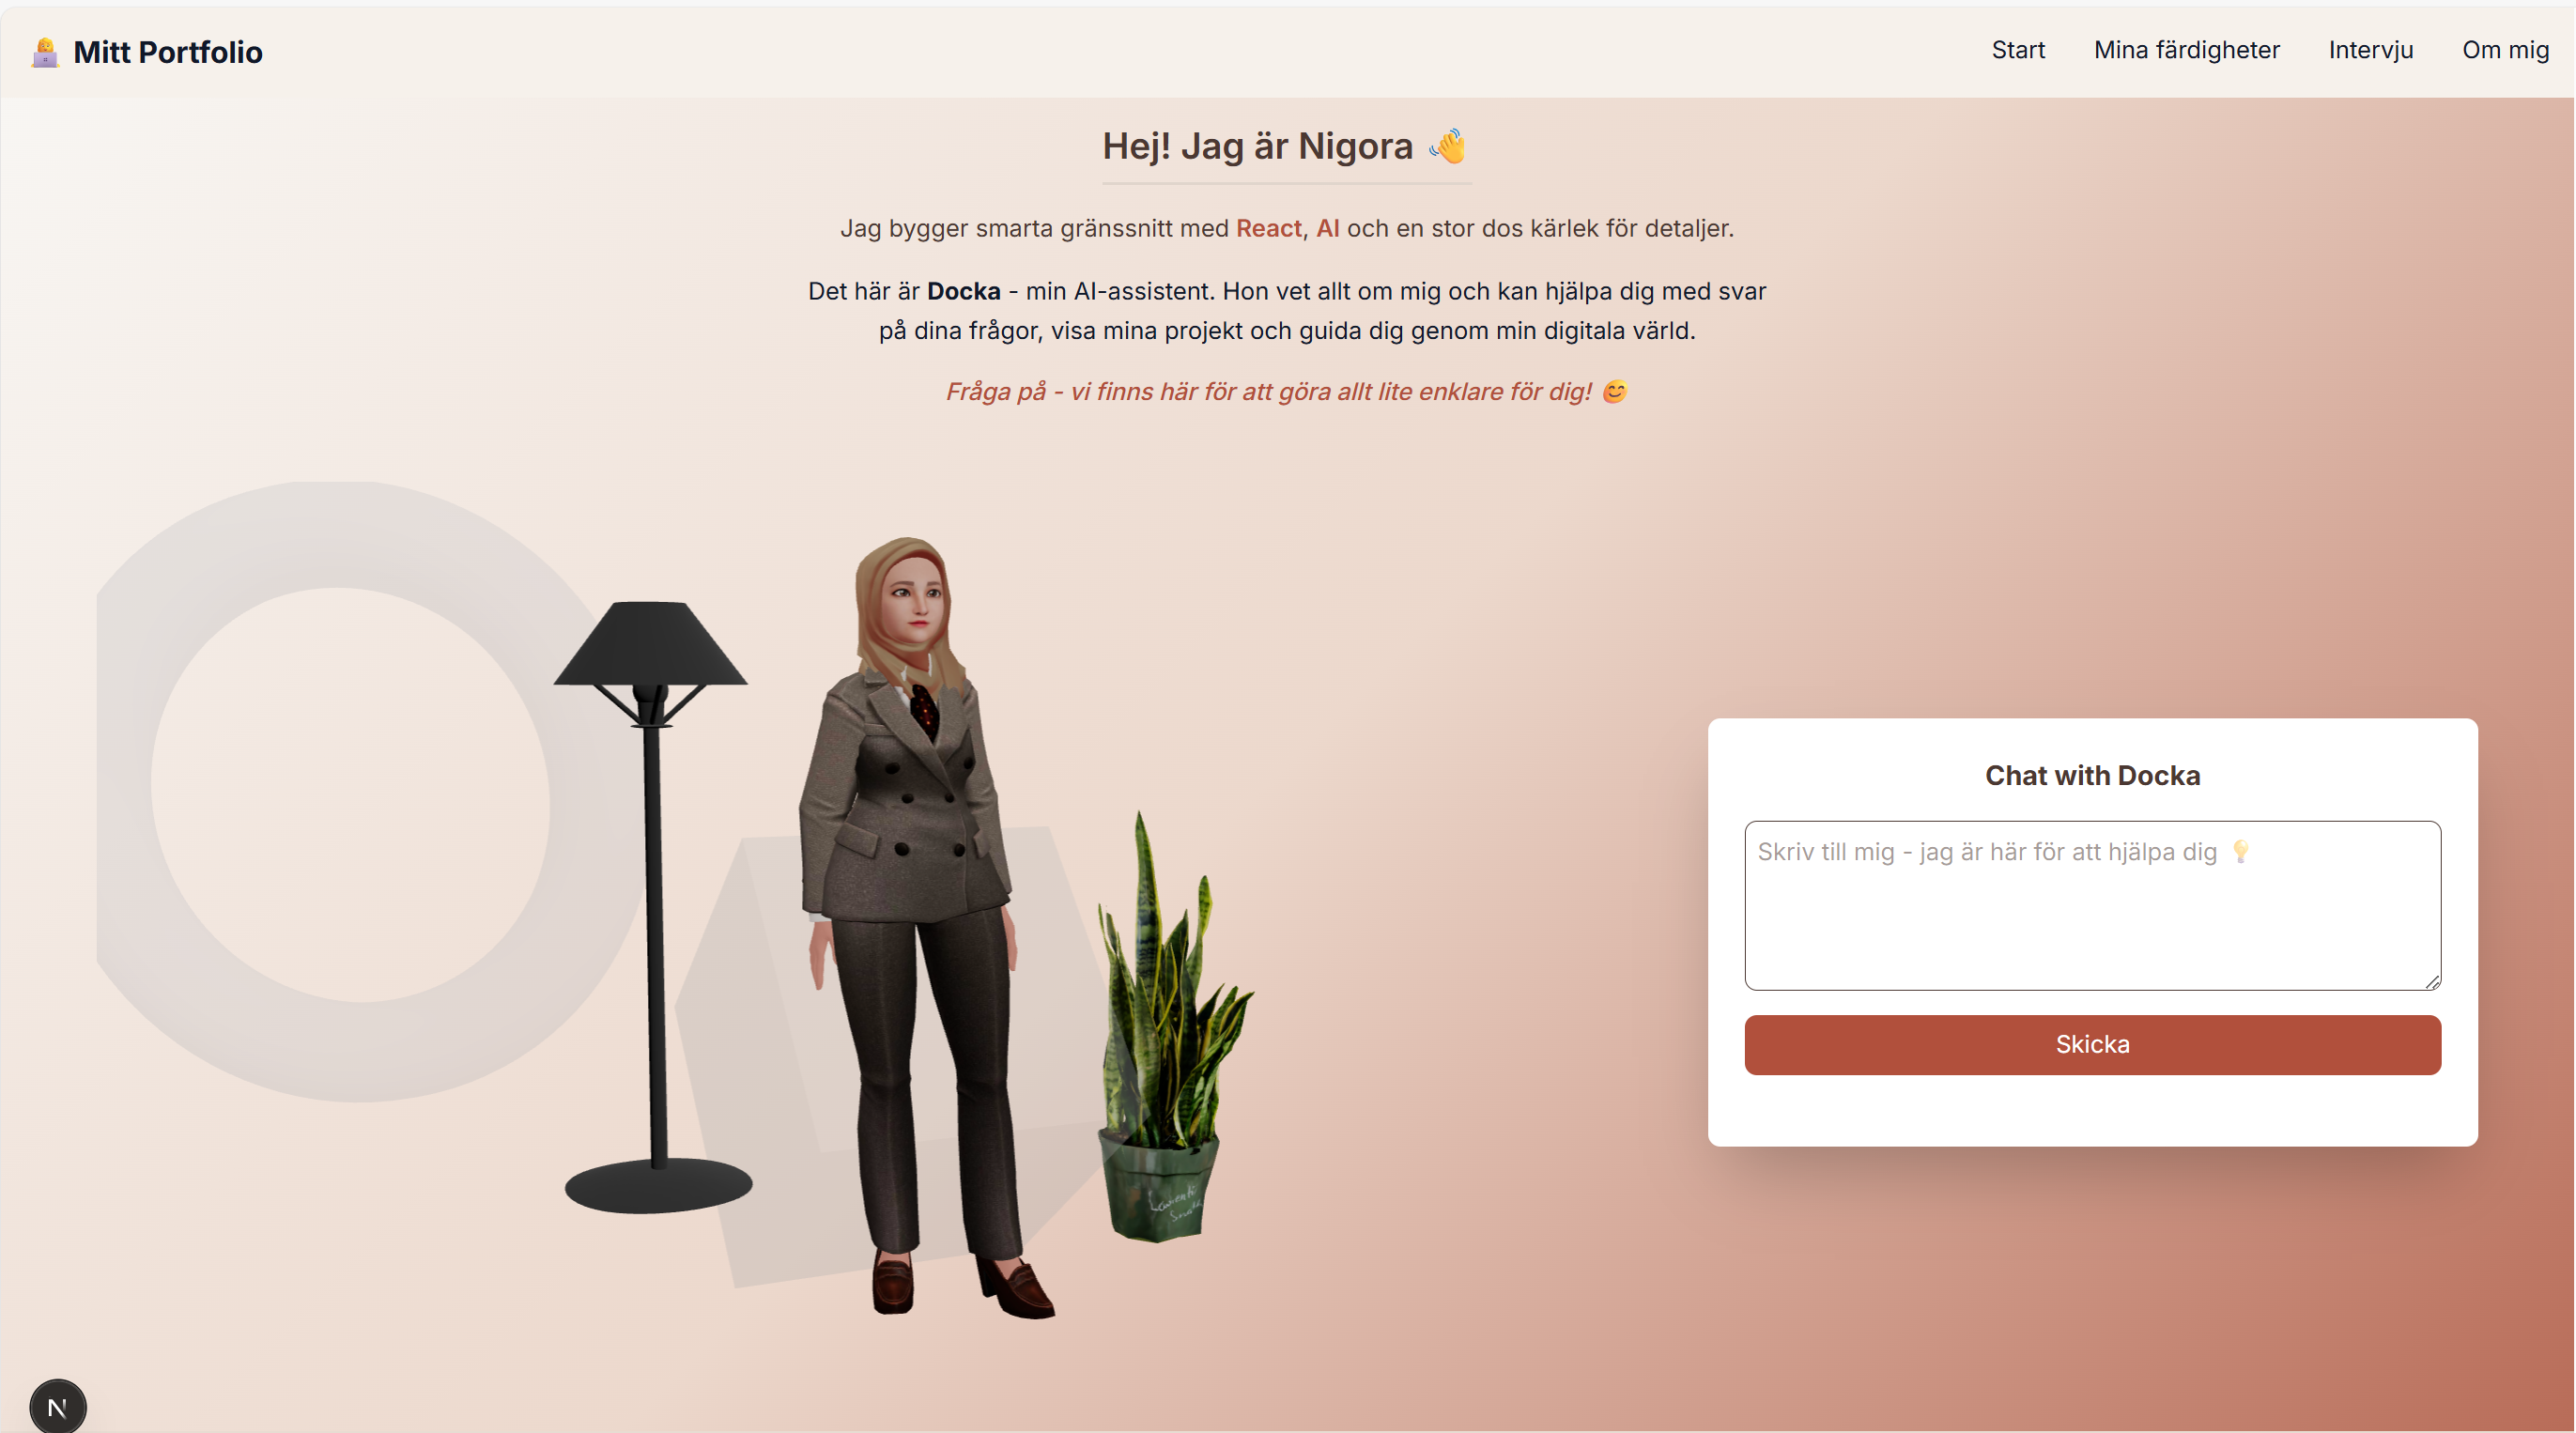 👩‍💻 Mitt Portfolio
Start Mina färdigheter Intervju Om mig
Hej! Jag är Nigora 👋
Jag bygger smarta gränssnitt med React, AI och en stor dos kärlek för detaljer.
Det här är Docka - min AI-assistent. Hon vet allt om mig och kan hjälpa dig med svar
på dina frågor, visa mina projekt och guida dig genom min digitala värld.
Fråga på - vi finns här för att göra allt lite enklare för dig! 😊
Chat with Docka
Skriv till mig - jag är här för att hjälpa dig 💡
Skicka
N